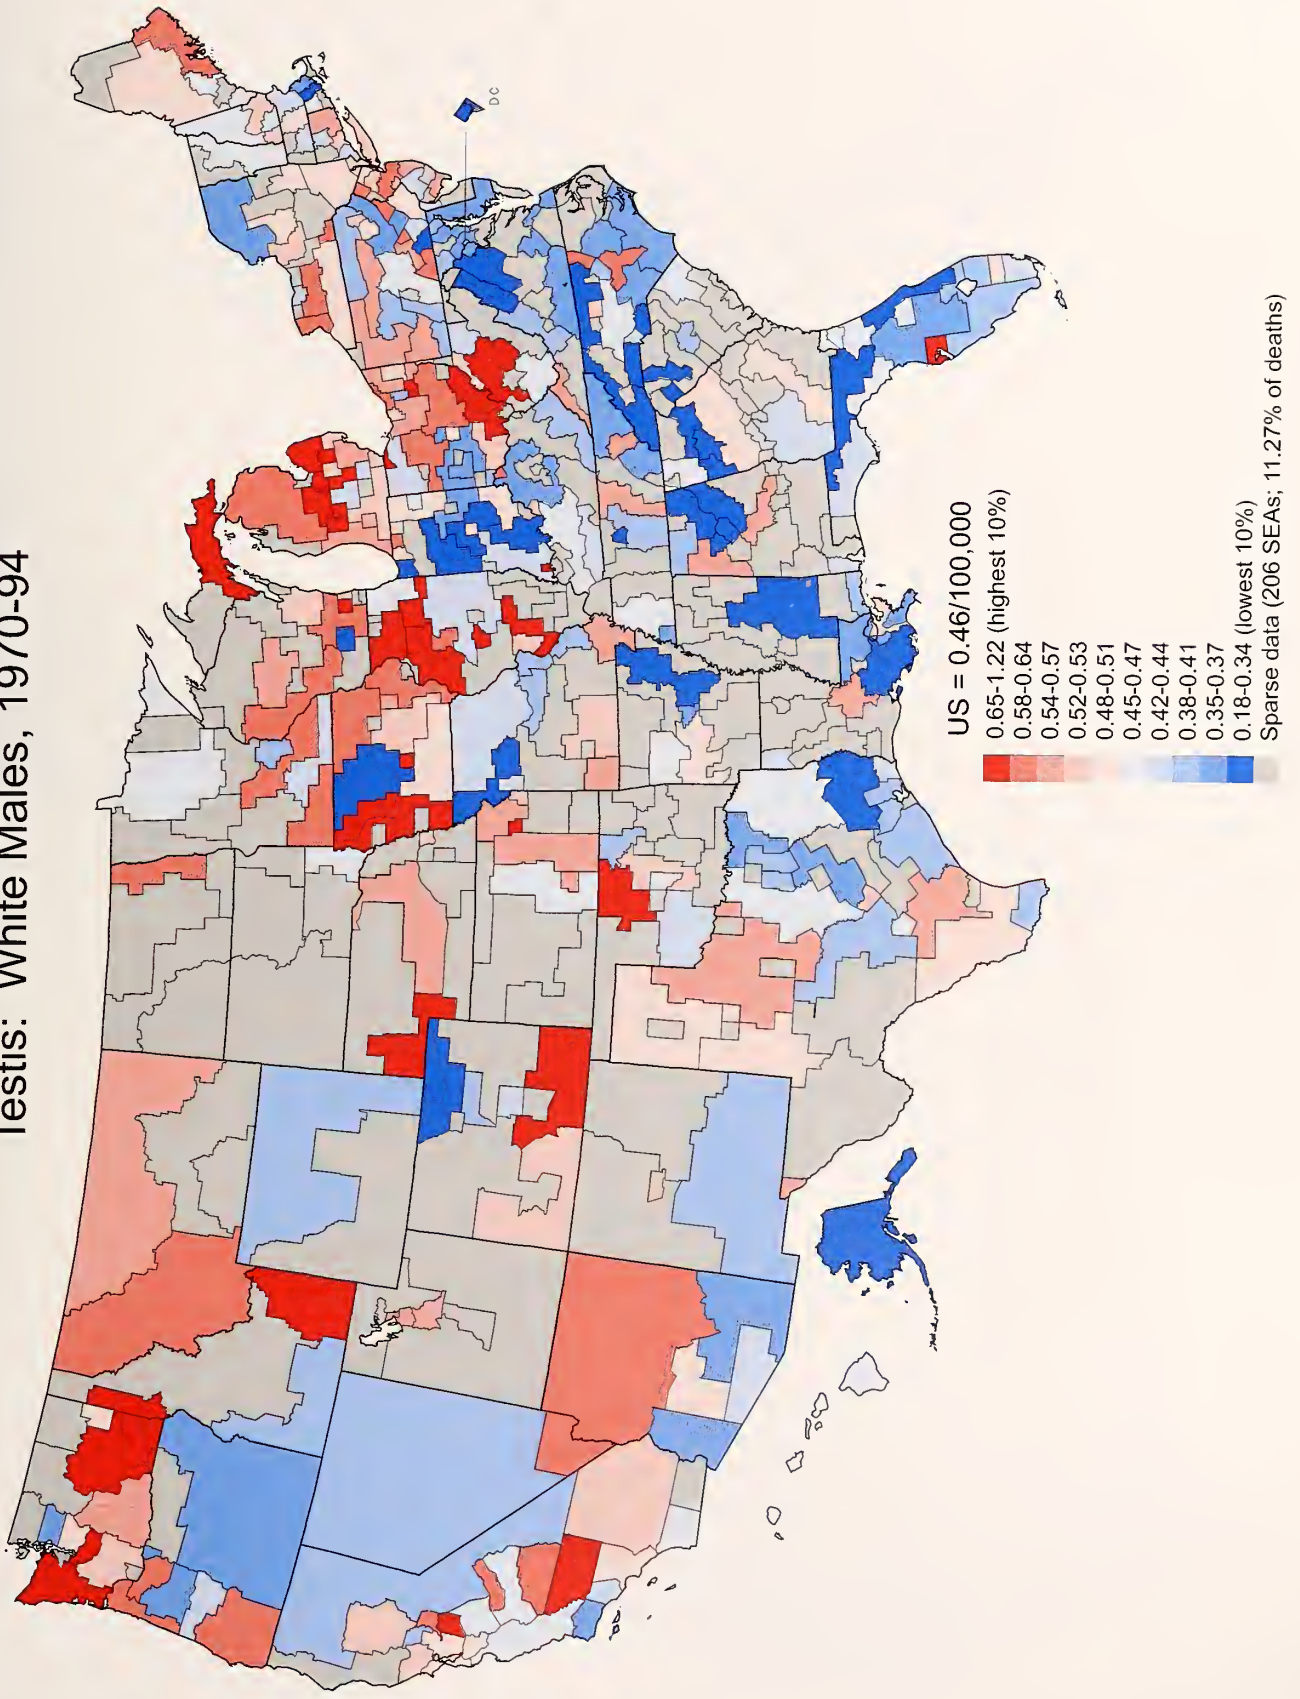 Testis: White Males, 1970-94
DC
US = 0.46/100,000
0.65-1.22 (highest 10%)
0.58-0.64
0.54-0.57
0.52-0.53
0.48-0.51
0.45-0.47
0.42-0.44
0.38-0.41
0.35-0.37
0.18-0.34 (lowest 10%)
Sparse data (206 SEAs; 11.27% of deaths)